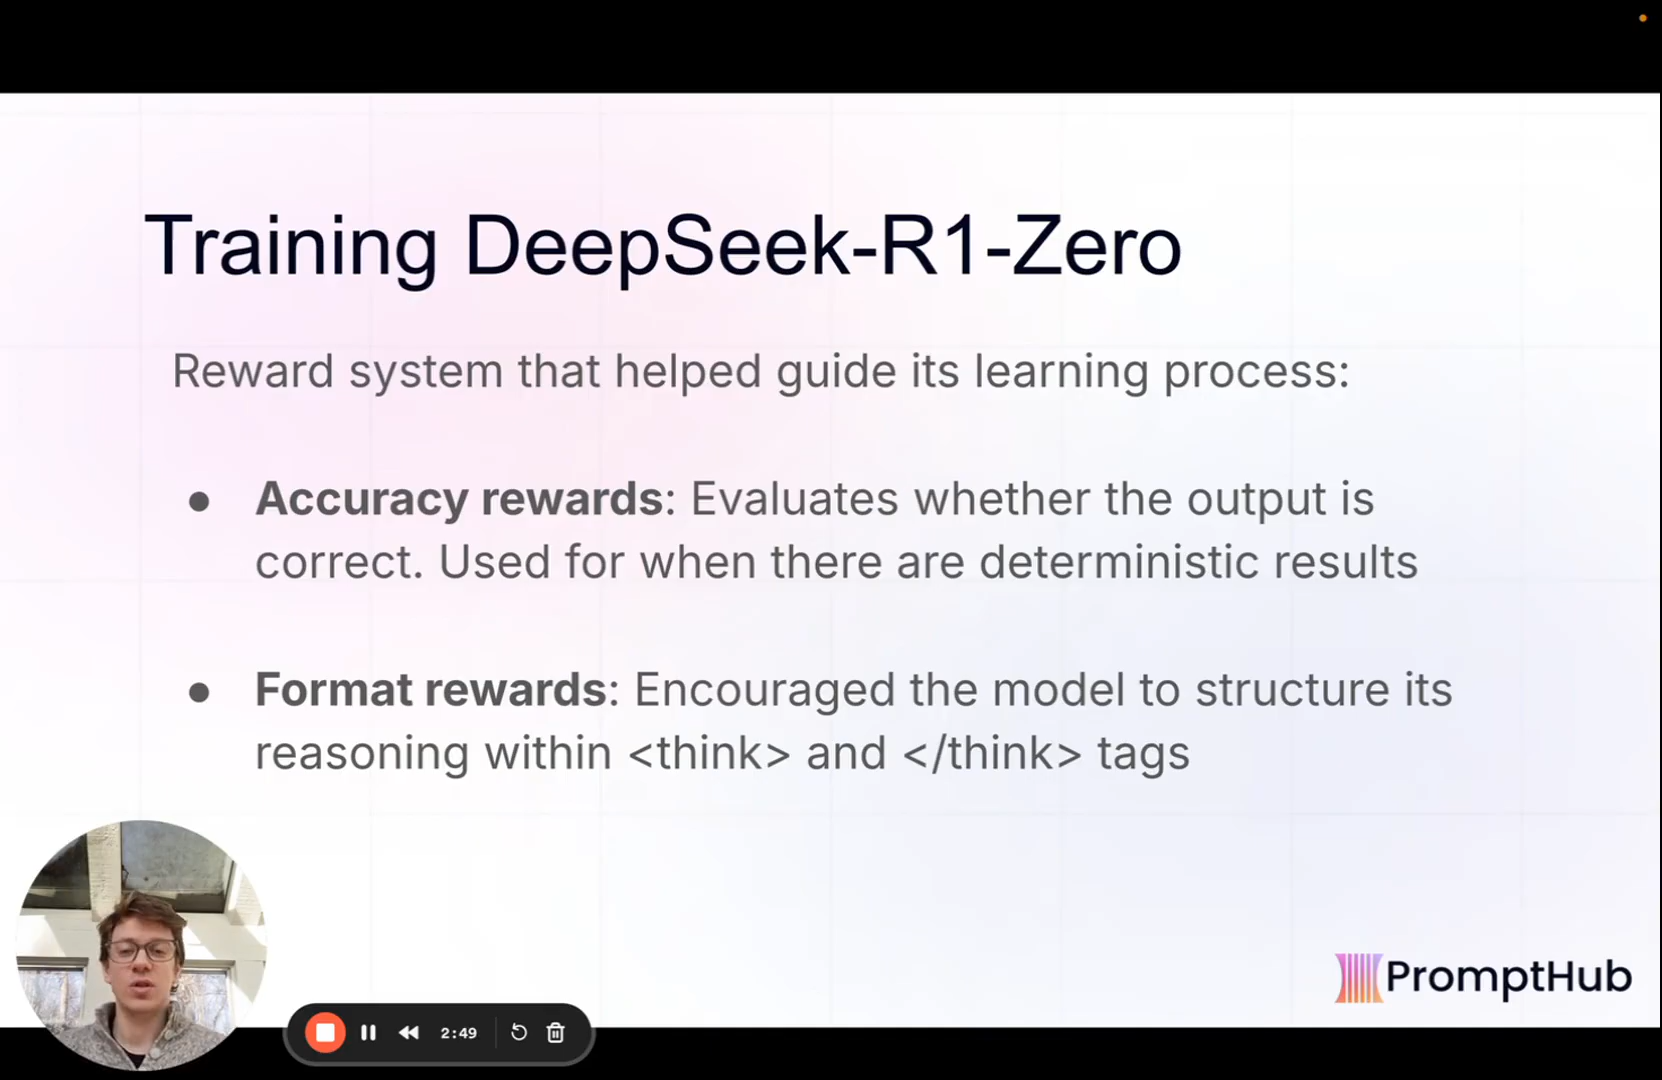 Training DeepSeek-R1-Zero
Reward system that helped guide its learning process:
● Accuracy rewards: Evaluates whether the output is
correct. Used for when there are deterministic results
● Format rewards: Encouraged the model to structure its
reasoning within <think> and </think> tags
PromptHub
2:49